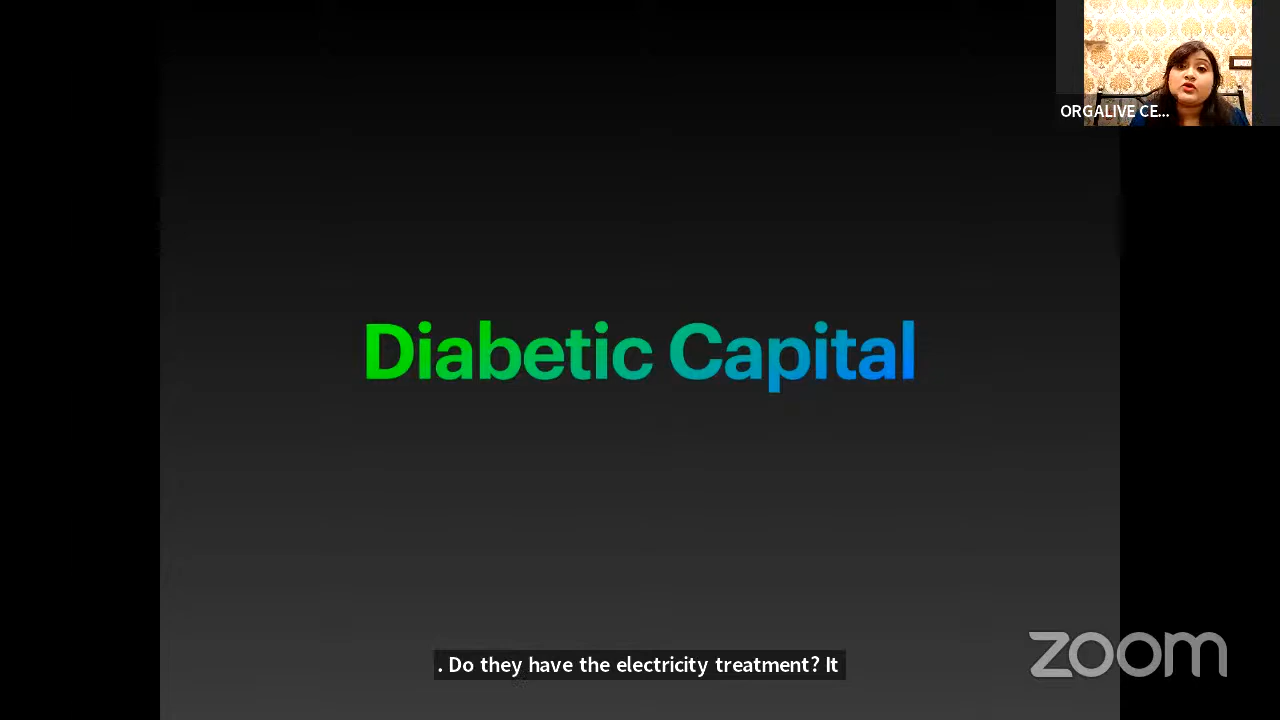 ORGALIVE CE...
Diabetic Capital
. Do they have the electricity treatment? It
zoom